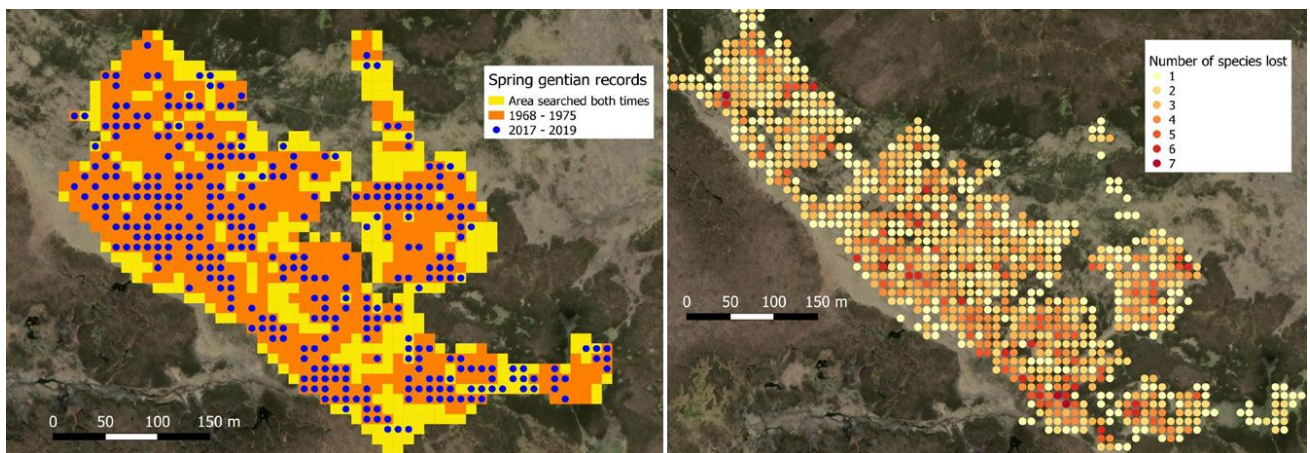 Spring gentian records
Area searched both times
1968 - 1975
2017 - 2019
0 50 100 150 m
Number of species lost
1
2
3
4
5
6
7
0 50 100 150 m